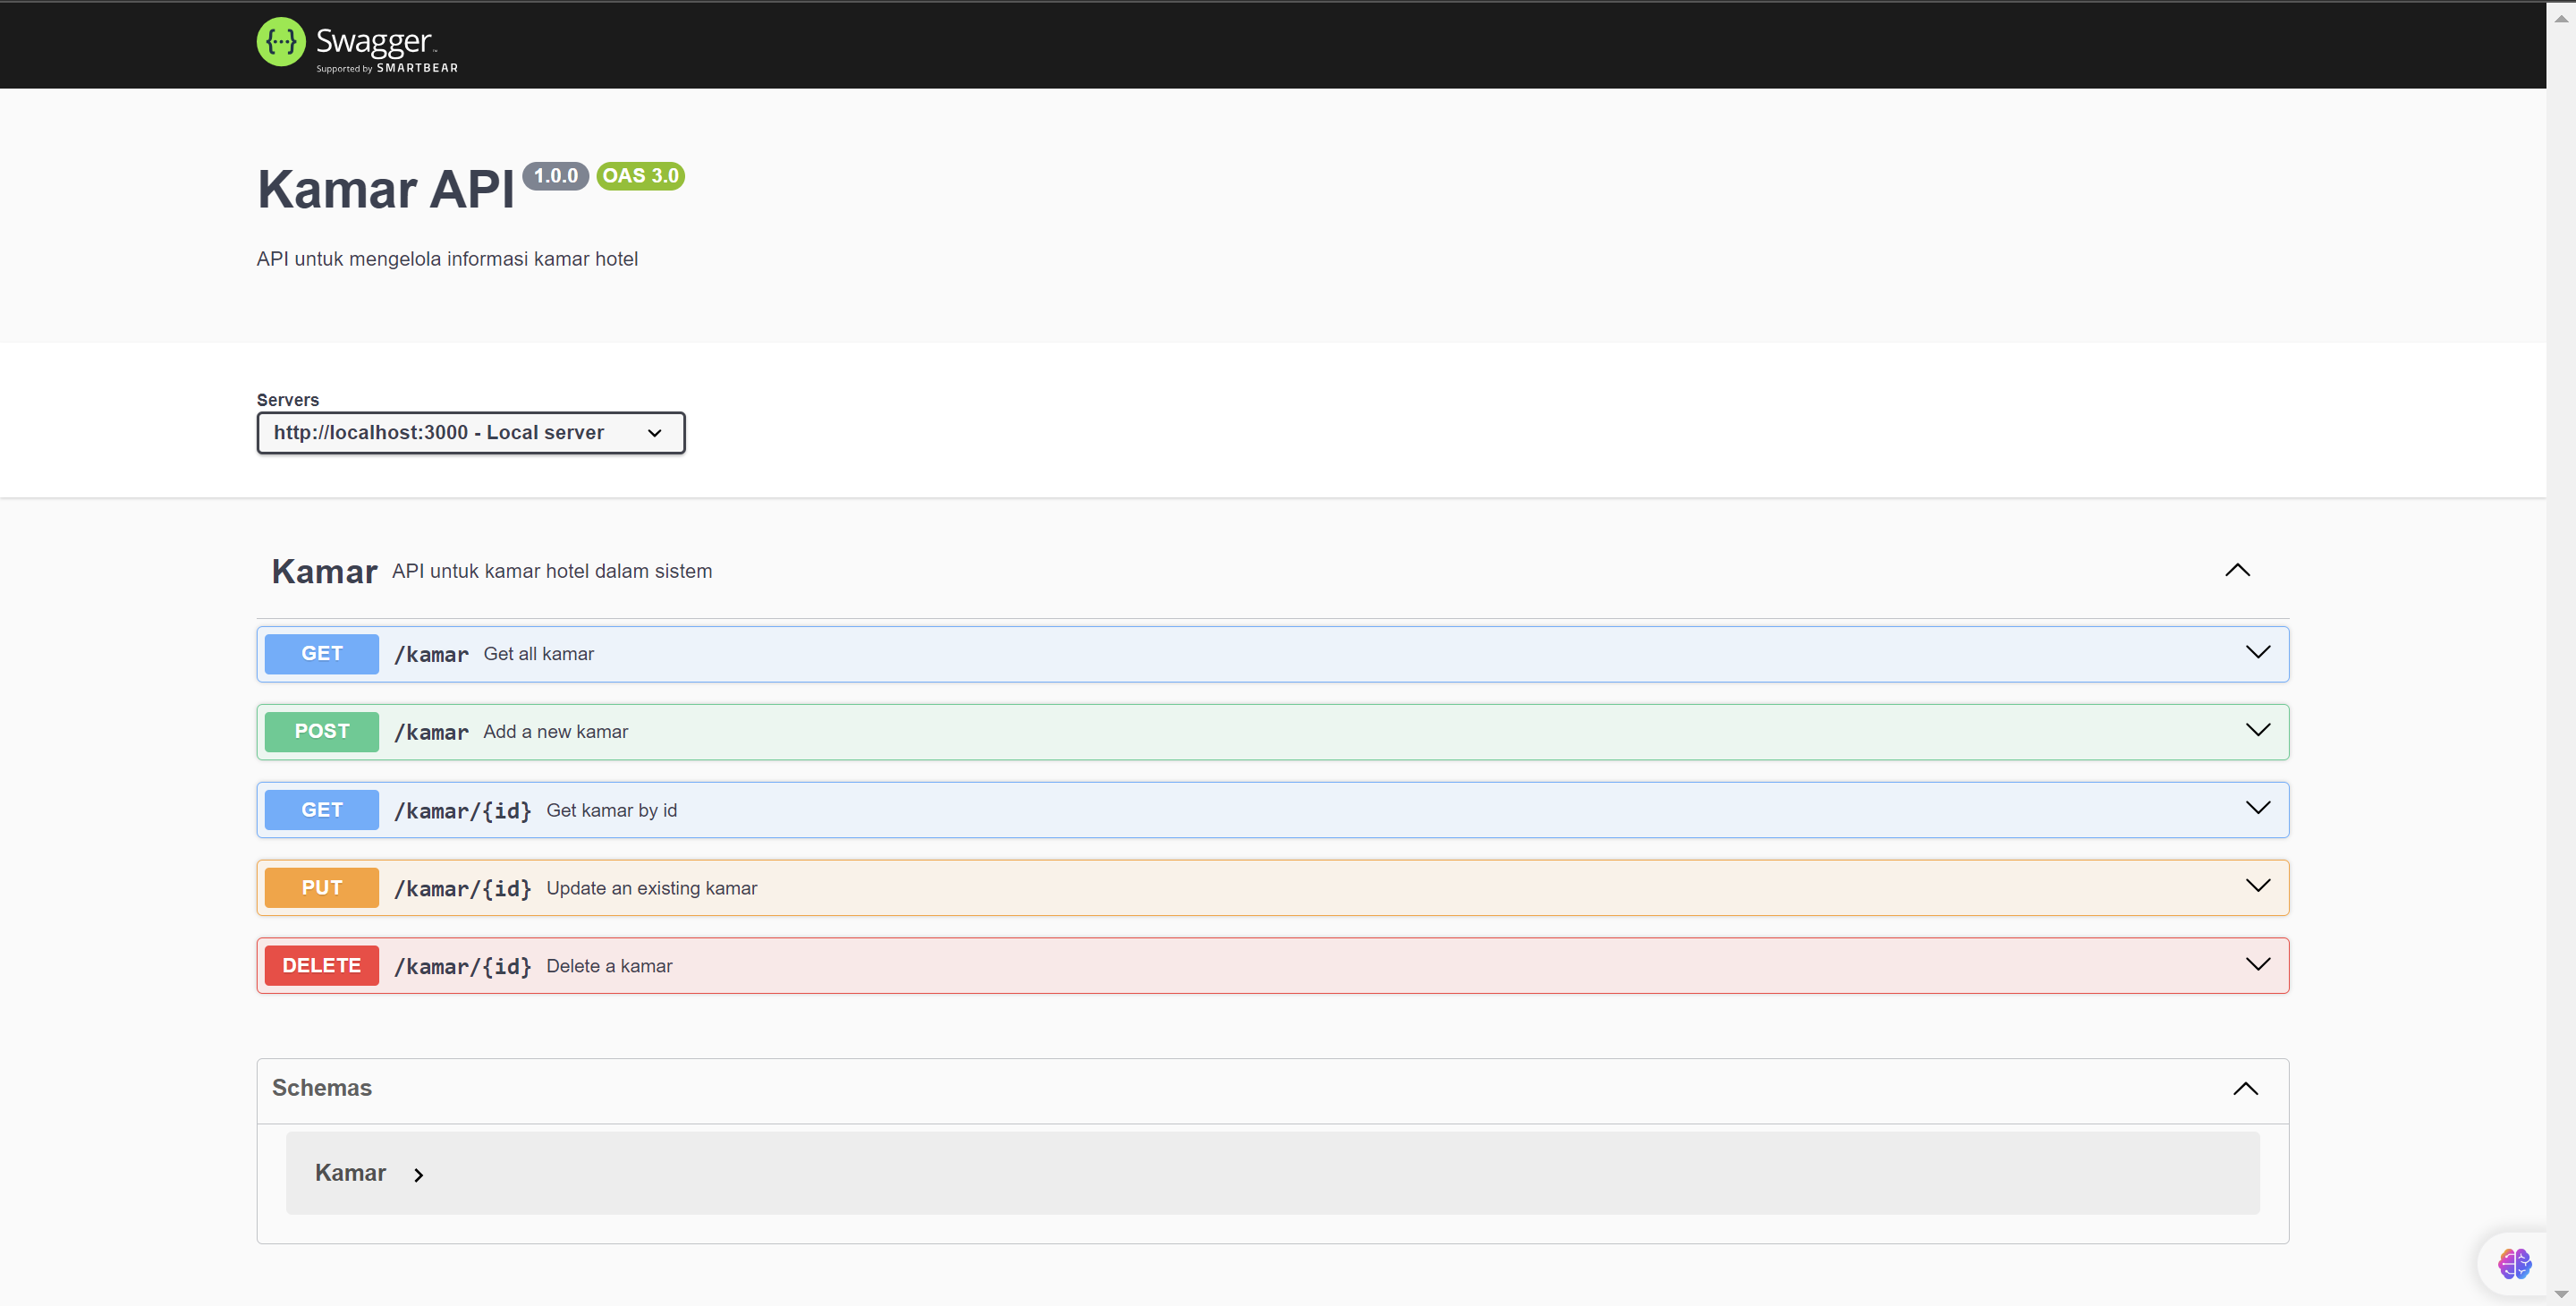 Swagger
Supported by SMARTBEAR
Kamar API 1.0.0 OAS 3.0
API untuk mengelola informasi kamar hotel
Servers
http://localhost:3000 - Local server
Kamar API untuk kamar hotel dalam sistem
GET /kamar Get all kamar
POST /kamar Add a new kamar
GET /kamar/{id} Get kamar by id
PUT /kamar/{id} Update an existing kamar
DELETE /kamar/{id} Delete a kamar
Schemas
Kamar